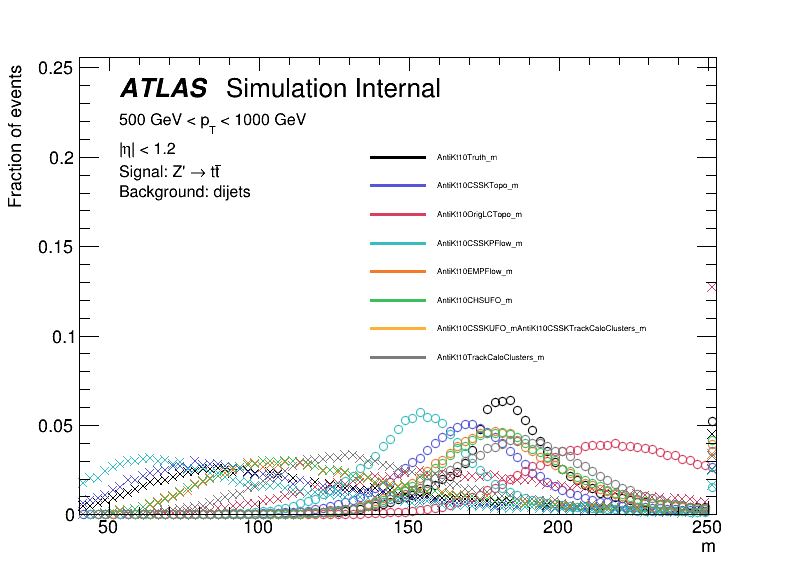 Fraction of events
0.25
0.2
0.15
0.1
0.05
0
ATLAS Simulation Internal
500 GeV < p_T < 1000 GeV
|η| < 1.2
Signal: Z' → tt̄
Background: dijets
AntiKt10Truth_m
AntiKt10CSSKTopo_m
AntiKt10OrigLCTopo_m
AntiKt10CSSKPFlow_m
AntiKt10EMPFlow_m
AntiKt10CHSUFO_m
AntiKt10CSSKUFO_mAntiKt10CSSKTrackCaloClusters_m
AntiKt10TrackCaloClusters_m
50 100 150 200 250
m